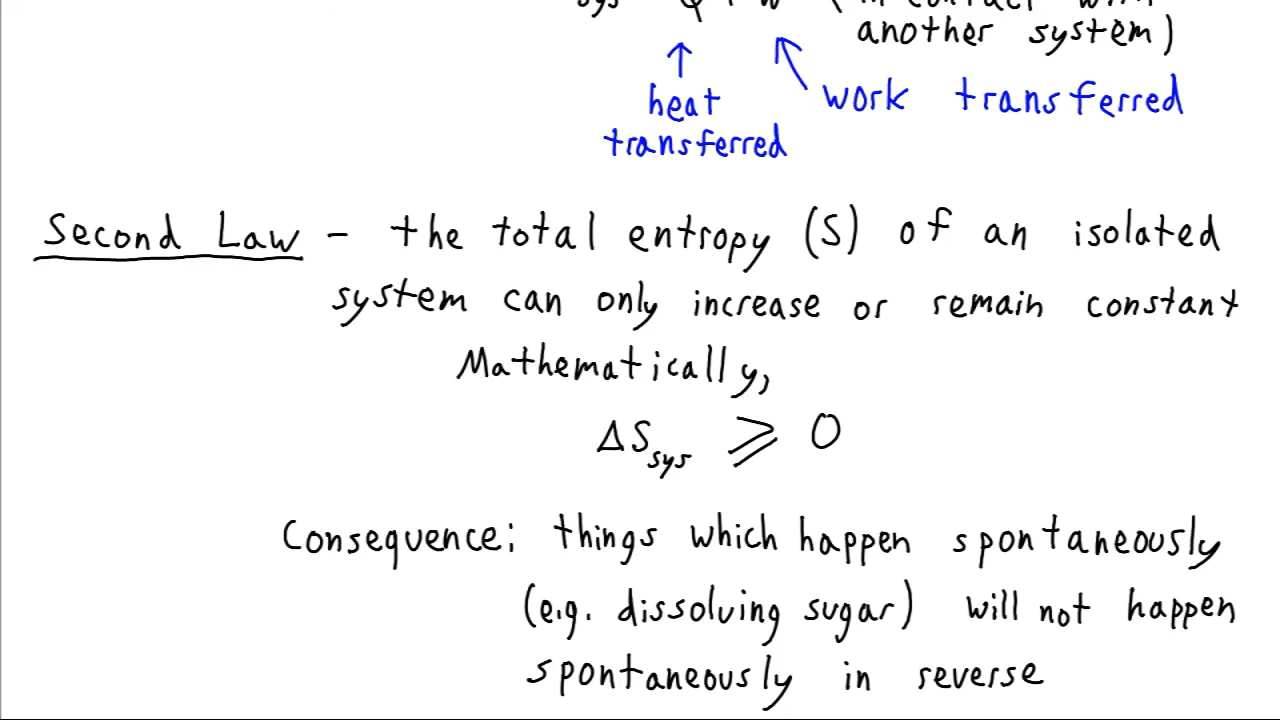 another system)
heat
transferred
work transferred
Second Law - the total entropy (S) of an isolated
system can only increase or remain constant
Mathematically,
ΔSsys ≥ 0
Consequence: things which happen spontaneously
(e.g. dissolving sugar) will not happen
spontaneously in reverse